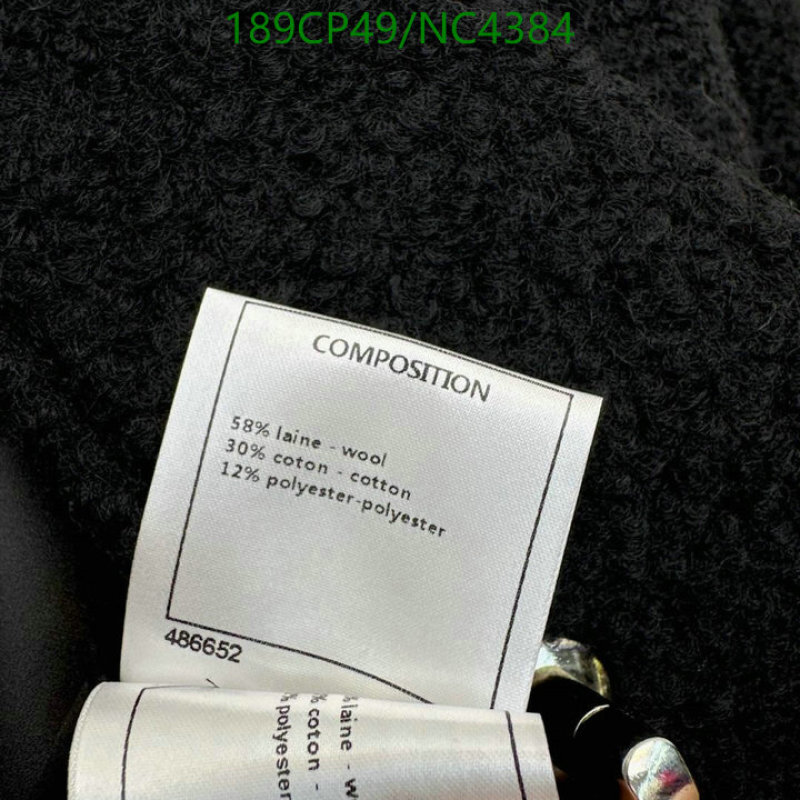 189CP49/NC4384
COMPOSITION
58% laine - wool
30% coton - cotton
12% polyester-polyester
486652
laine - w
% coton -
% polyester